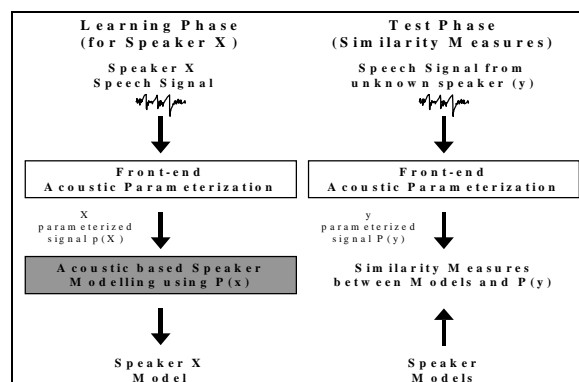 Learning Phase
(for Speaker X)
Speaker X
Speech Signal
Front-end
Acoustic Parameterization
X
parameterized
signal p(X)
Acoustic based Speaker
Modelling using P(x)
Speaker X
Model
Test Phase
(Similarity Measures)
Speech Signal from
unknown speaker (y)
Front-end
Acoustic Parameterization
y
parameterized
signal P(y)
Similarity Measures
between Models and P(y)
Speaker
Models